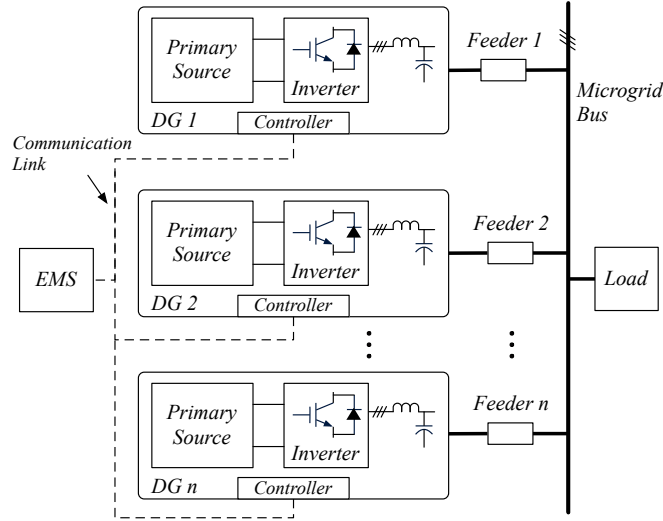 Primary
Source
Inverter
DG 1
Controller
Feeder 1
Microgrid
Bus
Communication
Link
Primary
Source
Inverter
DG 2
Controller
Feeder 2
EMS
Load
Primary
Source
Inverter
DG n
Controller
Feeder n